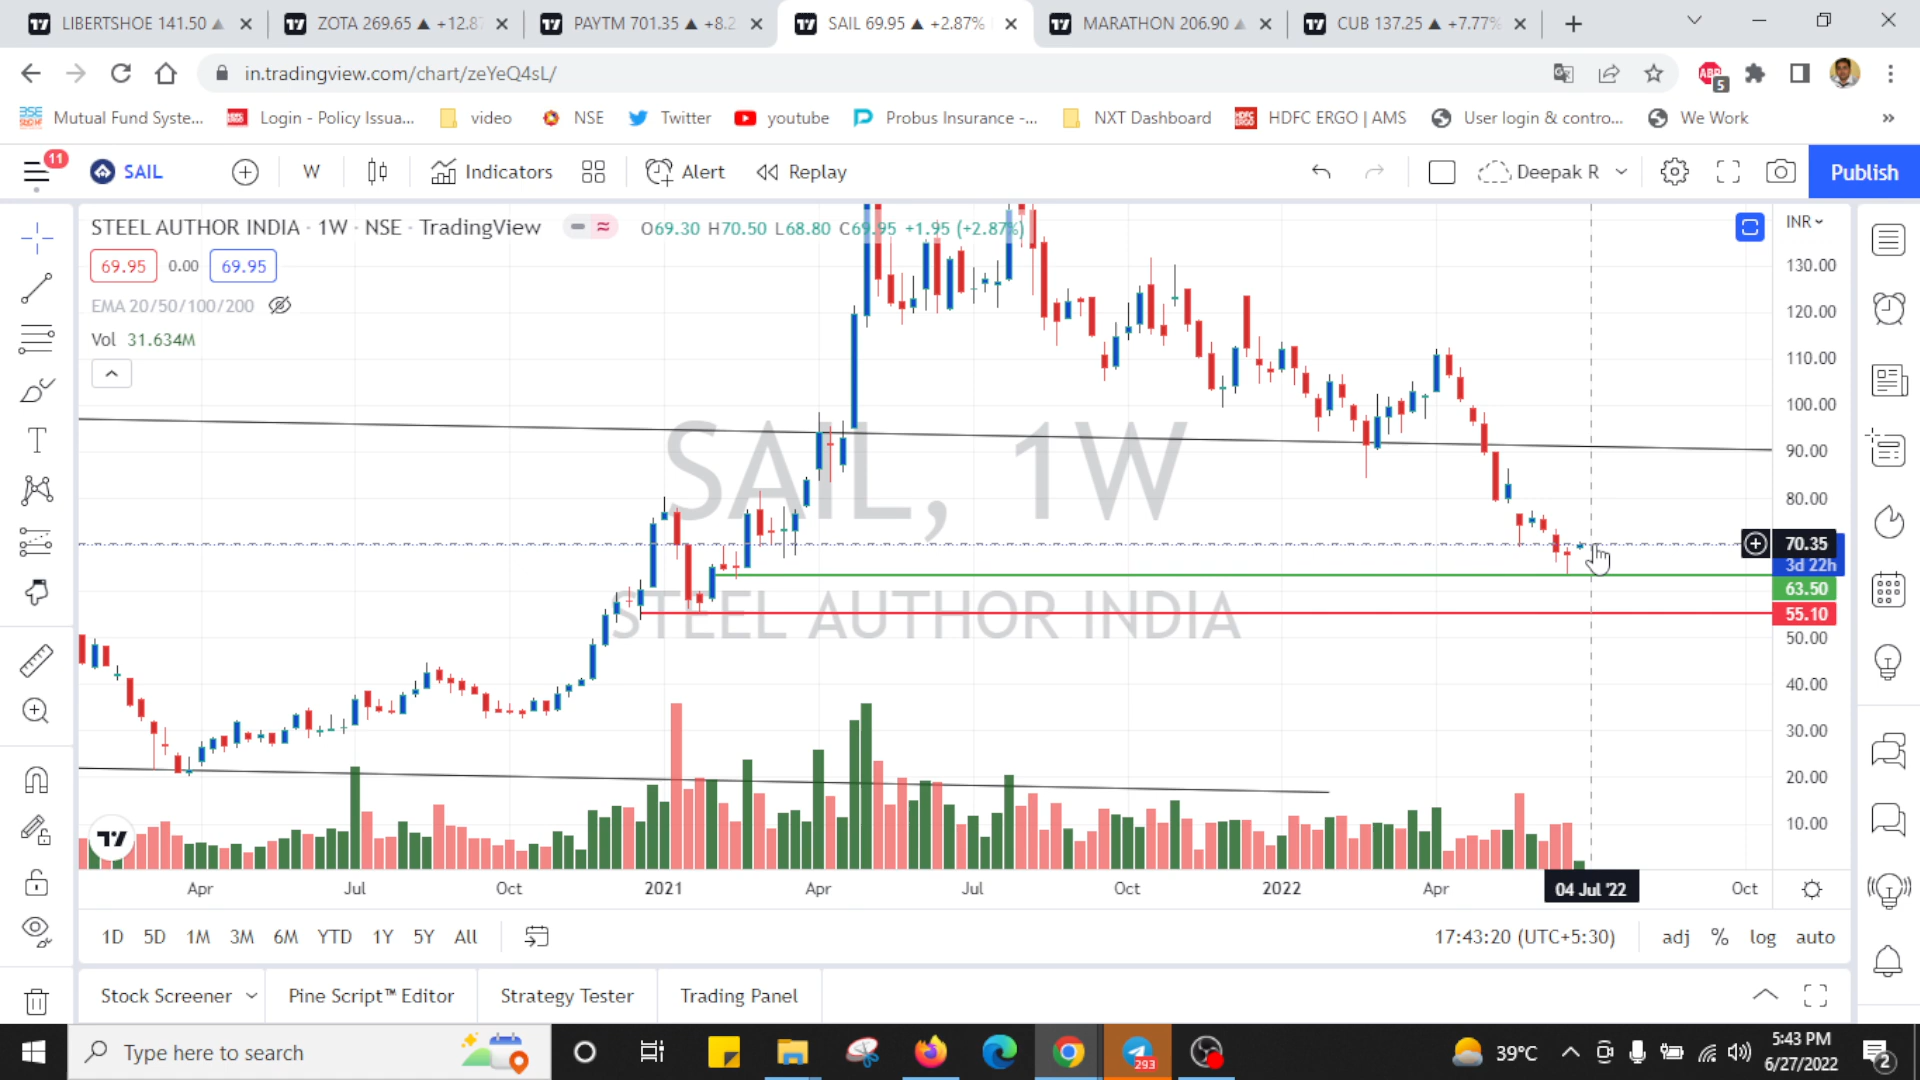 LIBERTSHOE 141.50
ZOTA 269.65 ▲ +12.8
PAYTM 701.35 ▲ +8.2
SAIL 69.95 ▲ +2.87%
MARATHON 206.90
CUB 137.25 ▲ +7.77%
in.tradingview.com/chart/zeYeQ4sL/
ABP
5
Mutual Fund Syste...
Login - Policy Issua...
video
NSE
Twitter
youtube
Probus Insurance -...
NXT Dashboard
HDFC ERGO | AMS
User login & contro...
We Work
11
SAIL
W
Indicators
Alert
Replay
Deepak R
Publish
STEEL AUTHOR INDIA · 1W · NSE · TradingView
O69.30 H70.50 L68.80 C69.95 +1.95 (+2.87%)
INR
69.95 0.00 69.95
EMA 20/50/100/200
Vol 31.634M
SAIL, 1W
STEEL AUTHOR INDIA
130.00
120.00
110.00
100.00
90.00
80.00
70.35
3d 22h
63.50
55.10
50.00
40.00
30.00
20.00
10.00
Apr
Jul
Oct
2021
Apr
Jul
Oct
2022
Apr
04 Jul '22
Oct
1D 5D 1M 3M 6M YTD 1Y 5Y All
17:43:20 (UTC+5:30)
adj % log auto
Stock Screener
Pine Script™ Editor
Strategy Tester
Trading Panel
Type here to search
293
39°C
5:43 PM
6/27/2022
2